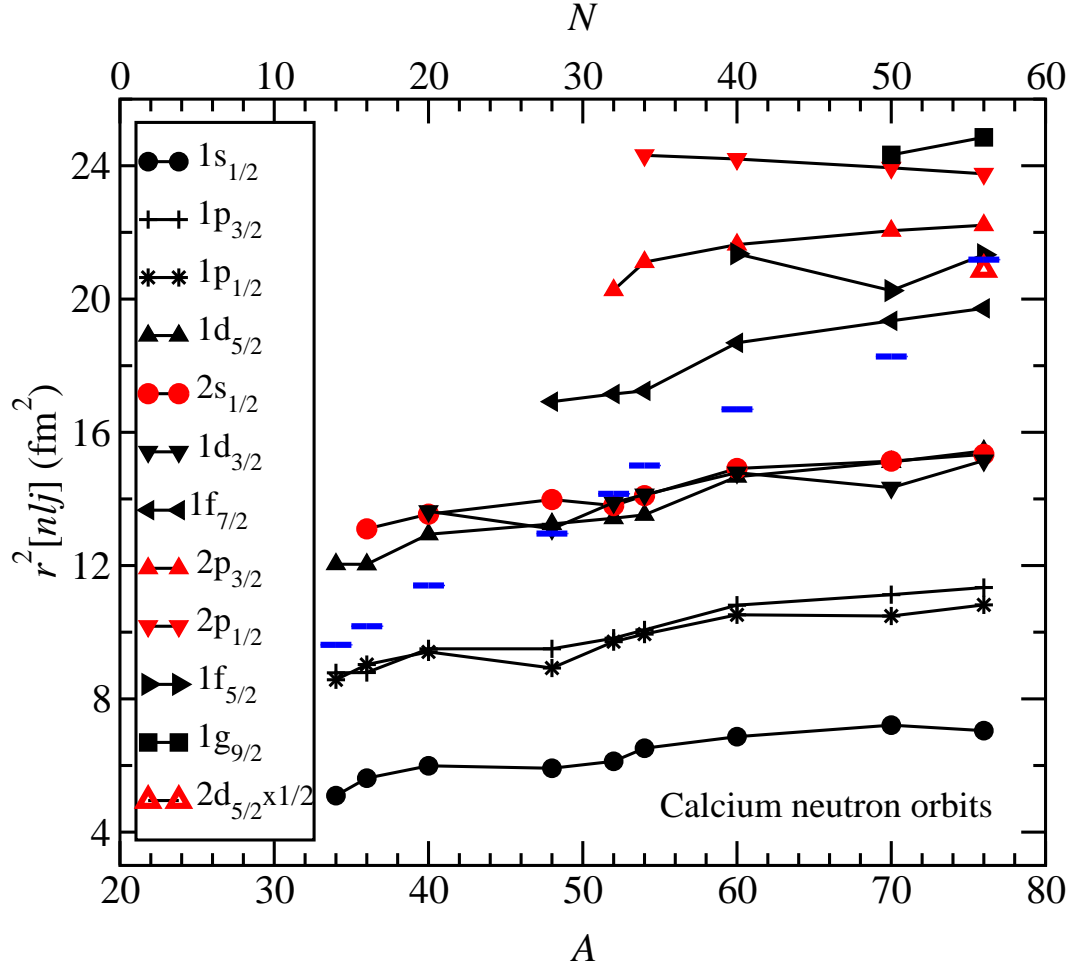 N
0 10 20 30 40 50 60
24
20
16
12
8
4
r²[nlj] (fm²)
1s1/2
1p3/2
1p1/2
1d5/2
2s1/2
1d3/2
1f7/2
2p3/2
2p1/2
1f5/2
1g9/2
2d5/2x1/2
Calcium neutron orbits
20 30 40 50 60 70 80
A